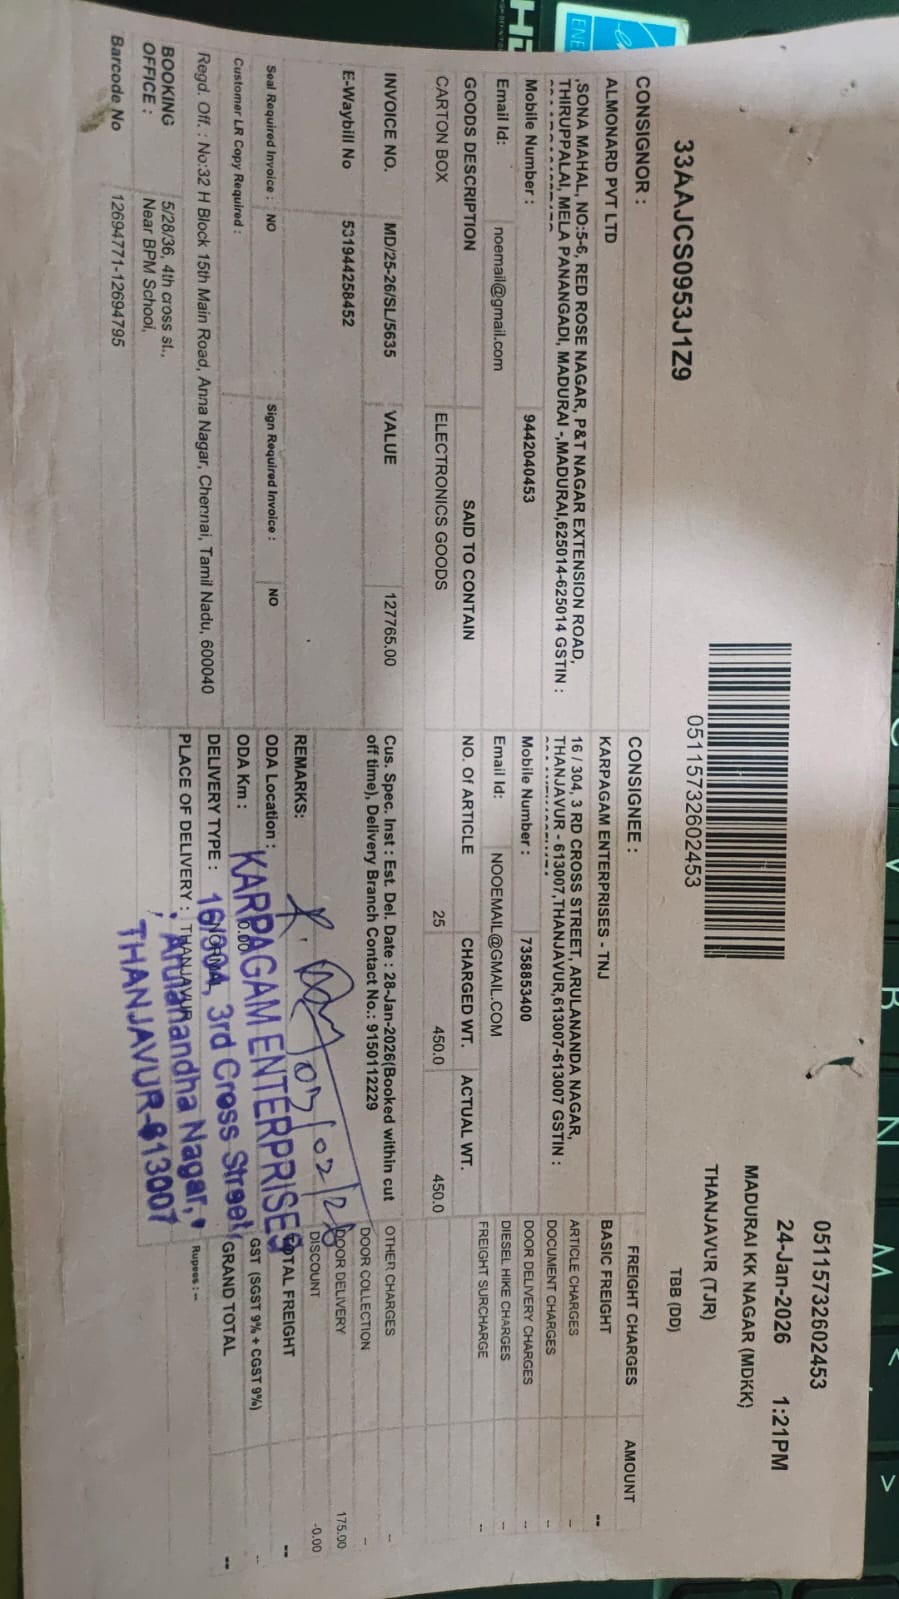 0511573260​2453
24-Jan-2026 1:21PM
MADURAI KK NAGAR (MDKK)
THANJAVUR (TJR)
TBB (DD)
05115732602453
33AAJCS0953J1Z9
CONSIGNOR :
ALMONARD PVT LTD
,SONA MAHAL, NO:5-6, RED ROSE NAGAR, P&T NAGAR EXTENSION ROAD,
THIRUPPALAI, MELA PANANGADI, MADURAI -,MADURAI,625014-625014 GSTIN :
Mobile Number : 9442040453
Email Id: noemail@gmail.com
CONSIGNEE :
KARPAGAM ENTERPRISES - TNJ
16 / 304, 3 RD CROSS STREET, ARULANANDA NAGAR,
THANJAVUR - 613007,THANJAVUR,613007-613007 GSTIN :
Mobile Number : 7358853400
Email Id: NOOEMAIL@GMAIL.COM
GOODS DESCRIPTION SAID TO CONTAIN NO. OF ARTICLE CHARGED WT. ACTUAL WT.
CARTON BOX ELECTRONICS GOODS 25 450.0 450.0
INVOICE NO. MD/25-26/SL/5635 VALUE 127765.00
E-Waybill No 531944258452
Cus. Spec. Inst : Est. Del. Date : 28-Jan-2026(Booked within cut
off time), Delivery Branch Contact No.: 9150112229
REMARKS:
Seal Required Invoice : NO Sign Required Invoice : NO
Customer LR Copy Required :
ODA Location :
ODA Km : 0.00
DELIVERY TYPE : NORMAL
PLACE OF DELIVERY : THANJAVUR
Regd. Off. : No:32 H Block 15th Main Road, Anna Nagar, Chennai, Tamil Nadu, 600040
BOOKING OFFICE : 5/28/36, 4th cross st.,
Near BPM School,
Barcode No 12694771-12694795
FREIGHT CHARGES AMOUNT
BASIC FREIGHT --
ARTICLE CHARGES --
DOCUMENT CHARGES --
DOOR DELIVERY CHARGES --
DIESEL HIKE CHARGES --
FREIGHT SURCHARGE --
OTHER CHARGES --
DOOR COLLECTION --
DOOR DELIVERY 175.00
DISCOUNT -0.00
TOTAL FREIGHT --
GST (SGST 9% + CGST 9%) --
GRAND TOTAL --
Rupees :--
KARPAGAM ENTERPRISES
16/304, 3rd Cross Street,
Arulanandha Nagar,
THANJAVUR-613007
03/02/26